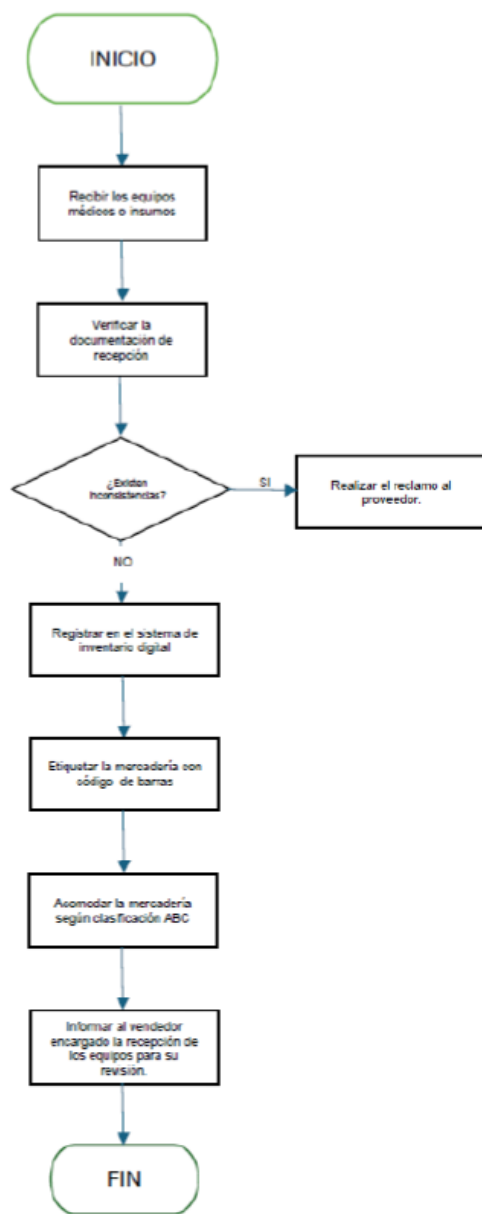 INICIO
Recibir los equipos
médicos o insumos
Verificar la
documentación de
recepción
¿Existen
inconsistencias?
SI
Realizar el reclamo al
proveedor.
NO
Registrar en el sistema de
inventario digital
Etiquetar la mercadería con
código de barras
Acomodar la mercadería
según clasificación ABC
Informar al vendedor
encargado la recepción de
los equipos para su
revisión.
FIN